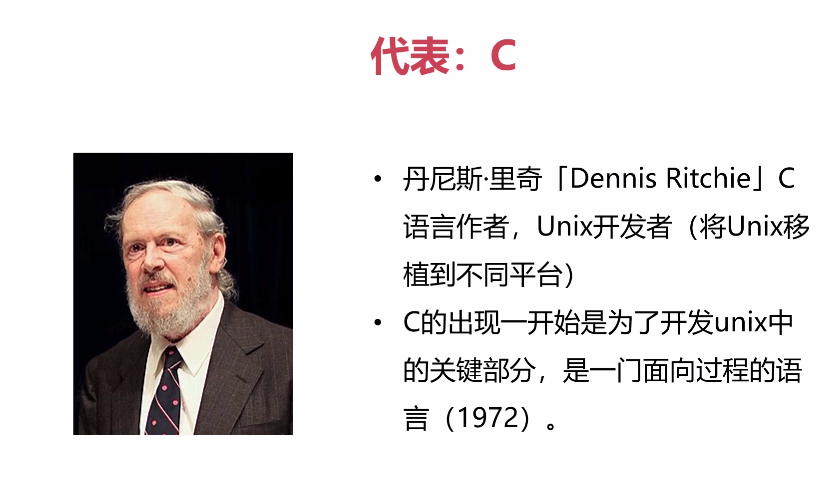 代表：C
• 丹尼斯·里奇「Dennis Ritchie」C
语言作者，Unix开发者（将Unix移
植到不同平台）
• C的出现一开始是为了开发unix中
的关键部分，是一门面向过程的语
言（1972）。